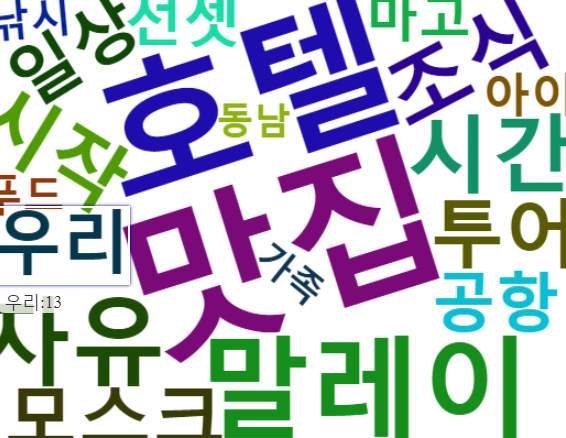 낚시
일상
선셋
호텔
마고
조식
아이
시작
동남
시간
푸드
우리
맛집
투어
가족
우리:13
공항
자유
말레이
모스크